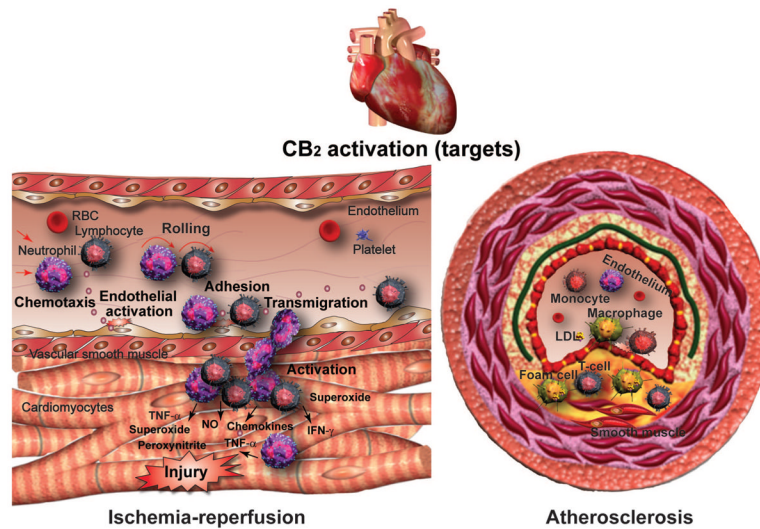 CB₂ activation (targets)
RBC
Lymphocyte
Neutrophil
Chemotaxis
Rolling
Endothelium
Platelet
Endothelial
activation
Adhesion
Transmigration
Vascular smooth muscle
Activation
Cardiomyocytes
TNF-α
Superoxide
Peroxynitrite
NO
Chemokines
TNF-α
Superoxide
IFN-γ
Injury
Ischemia-reperfusion
Endothelium
Monocyte
Macrophage
LDL
Foam cell
T-cell
Smooth muscle
Atherosclerosis